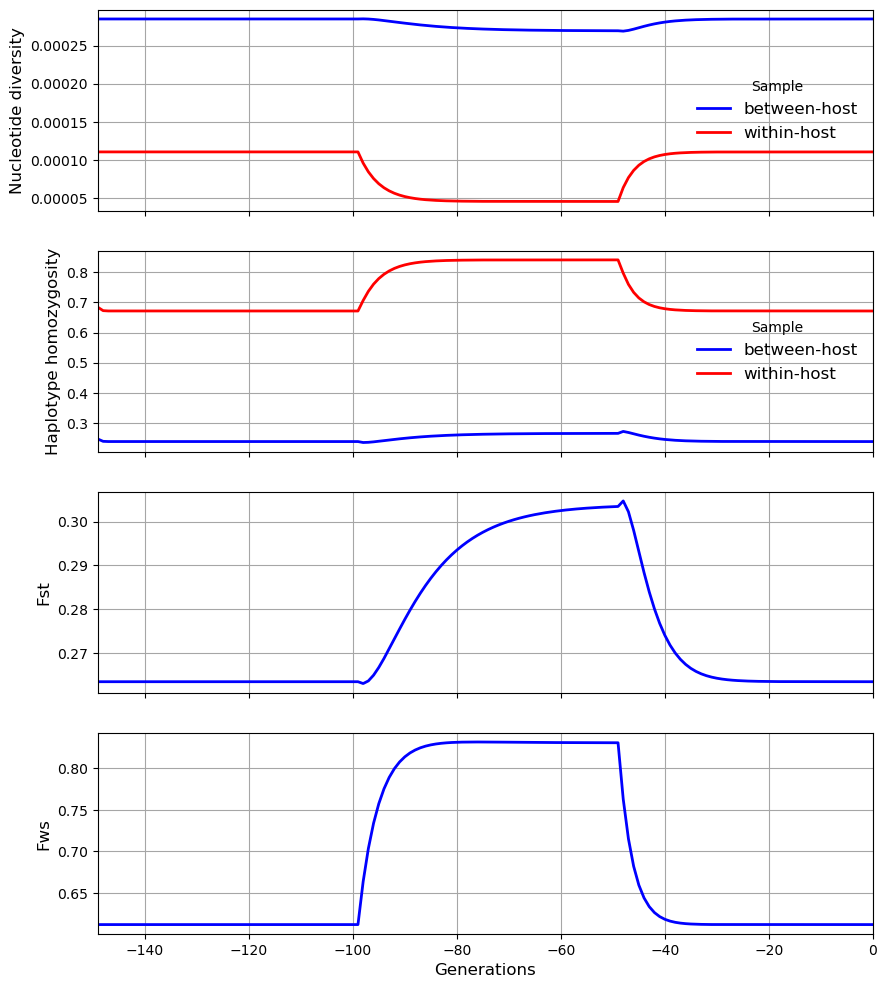 Nucleotide diversity
0.00025
0.00020
0.00015
0.00010
0.00005
Sample
between-host
within-host
Haplotype homozygosity
0.8
0.7
0.6
0.5
0.4
0.3
Sample
between-host
within-host
Fst
0.30
0.29
0.28
0.27
Fws
0.80
0.75
0.70
0.65
−140 −120 −100 −80 −60 −40 −20 0
Generations